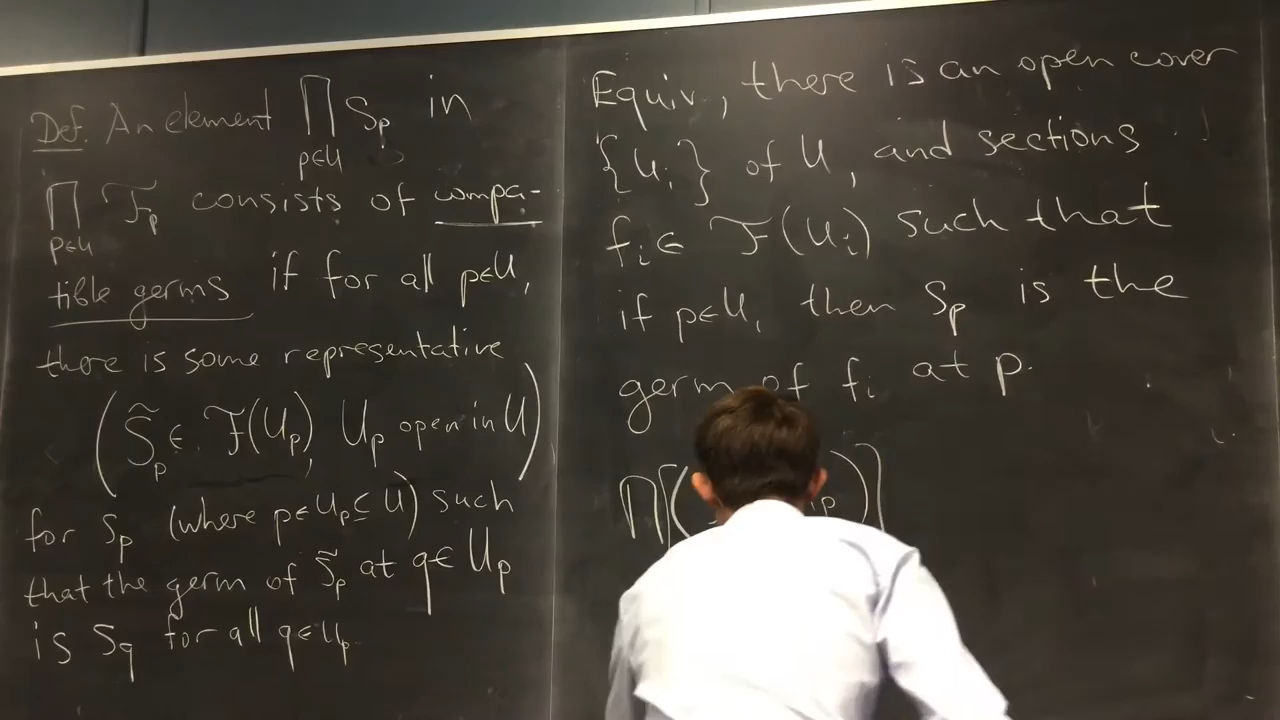 Def. An element ∏ Sₚ in
p∈U
∏ ℱₚ consists of compa-
p∈U
tible germs if for all p∈U,
there is some representative
(S̃ₚ ∈ ℱ(Uₚ), Uₚ open in U)
for Sₚ (where p∈Uₚ⊆U) such
that the germ of S̃ₚ at q∈Uₚ
is S_q for all q∈Uₚ
Equiv., there is an open cover
{Uᵢ} of U, and sections
fᵢ∈ ℱ(Uᵢ) such that
if p∈Uᵢ then Sₚ is the
germ of fᵢ at p.
∏[( p)]